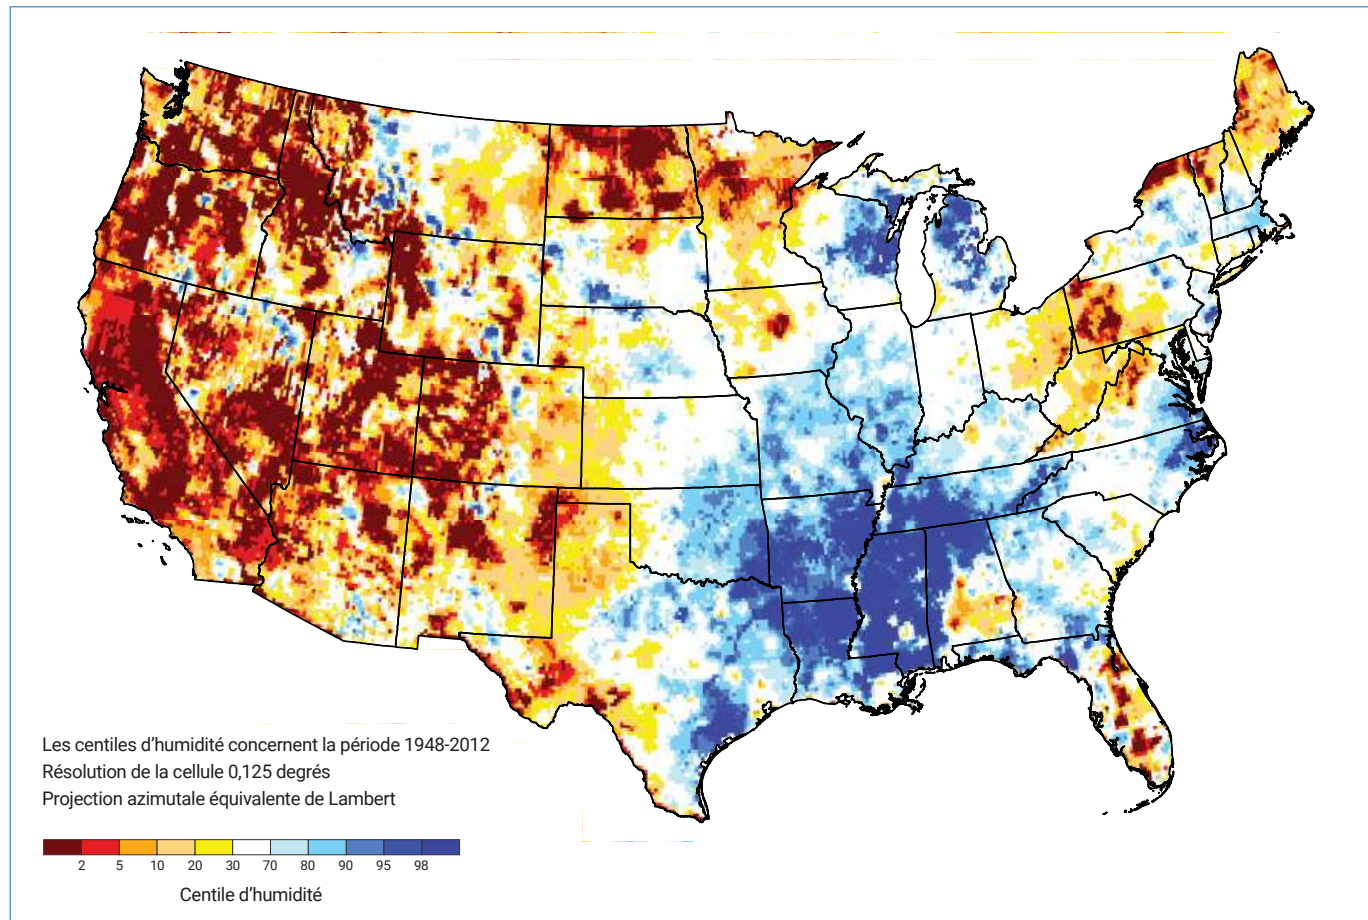 Les centiles d'humidité concernent la période 1948-2012
Résolution de la cellule 0,125 degrés
Projection azimutale équivalente de Lambert
2 5 10 20 30 70 80 90 95 98
Centile d'humidité